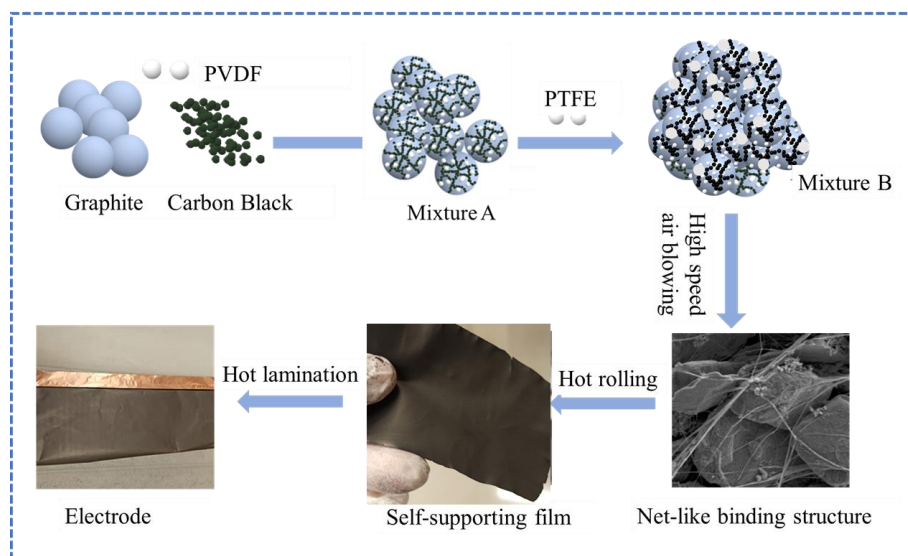 PVDF
Graphite
Carbon Black
Mixture A
PTFE
Mixture B
High speed
air blowing
Net-like binding structure
Hot rolling
Self-supporting film
Hot lamination
Electrode